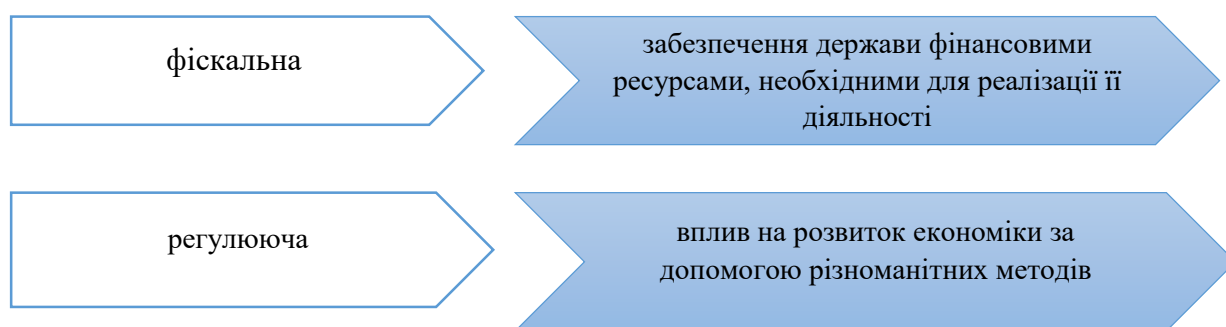 фіскальна
забезпечення держави фінансовими
ресурсами, необхідними для реалізації її
діяльності
регулююча
вплив на розвиток економіки за
допомогою різноманітних методів